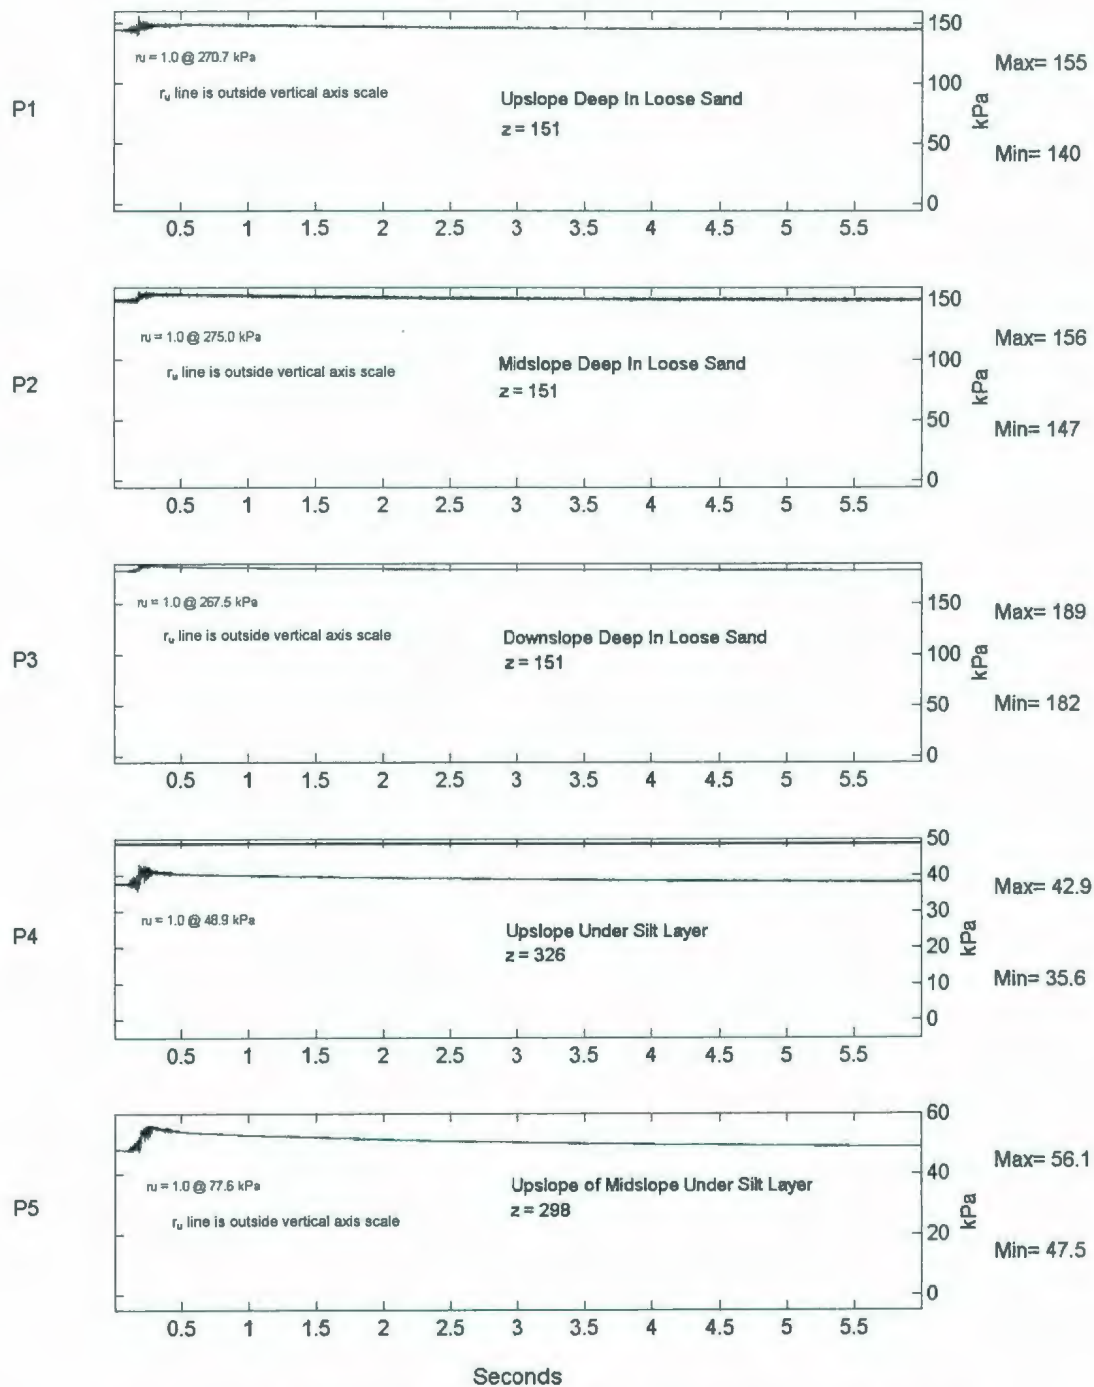 P1
ru = 1.0 @ 270.7 kPa
ru line is outside vertical axis scale
Upslope Deep In Loose Sand
z = 151
150
100
50
0
kPa
Max= 155
Min= 140
0.5 1 1.5 2 2.5 3 3.5 4 4.5 5 5.5
P2
ru = 1.0 @ 275.0 kPa
ru line is outside vertical axis scale
Midslope Deep In Loose Sand
z = 151
150
100
50
0
kPa
Max= 156
Min= 147
0.5 1 1.5 2 2.5 3 3.5 4 4.5 5 5.5
P3
ru = 1.0 @ 267.5 kPa
ru line is outside vertical axis scale
Downslope Deep In Loose Sand
z = 151
150
100
50
0
kPa
Max= 189
Min= 182
0.5 1 1.5 2 2.5 3 3.5 4 4.5 5 5.5
P4
ru = 1.0 @ 48.9 kPa
Upslope Under Silt Layer
z = 326
50
40
30
20
10
0
kPa
Max= 42.9
Min= 35.6
0.5 1 1.5 2 2.5 3 3.5 4 4.5 5 5.5
P5
ru = 1.0 @ 77.6 kPa
ru line is outside vertical axis scale
Upslope of Midslope Under Silt Layer
z = 298
60
40
20
0
kPa
Max= 56.1
Min= 47.5
0.5 1 1.5 2 2.5 3 3.5 4 4.5 5 5.5
Seconds